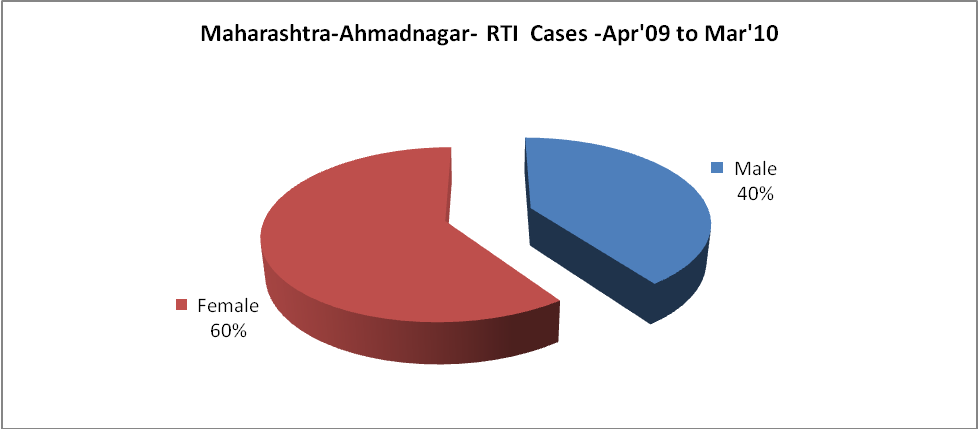 Maharashtra-Ahmadnagar- RTI Cases -Apr'09 to Mar'10
Male
40%
Female
60%